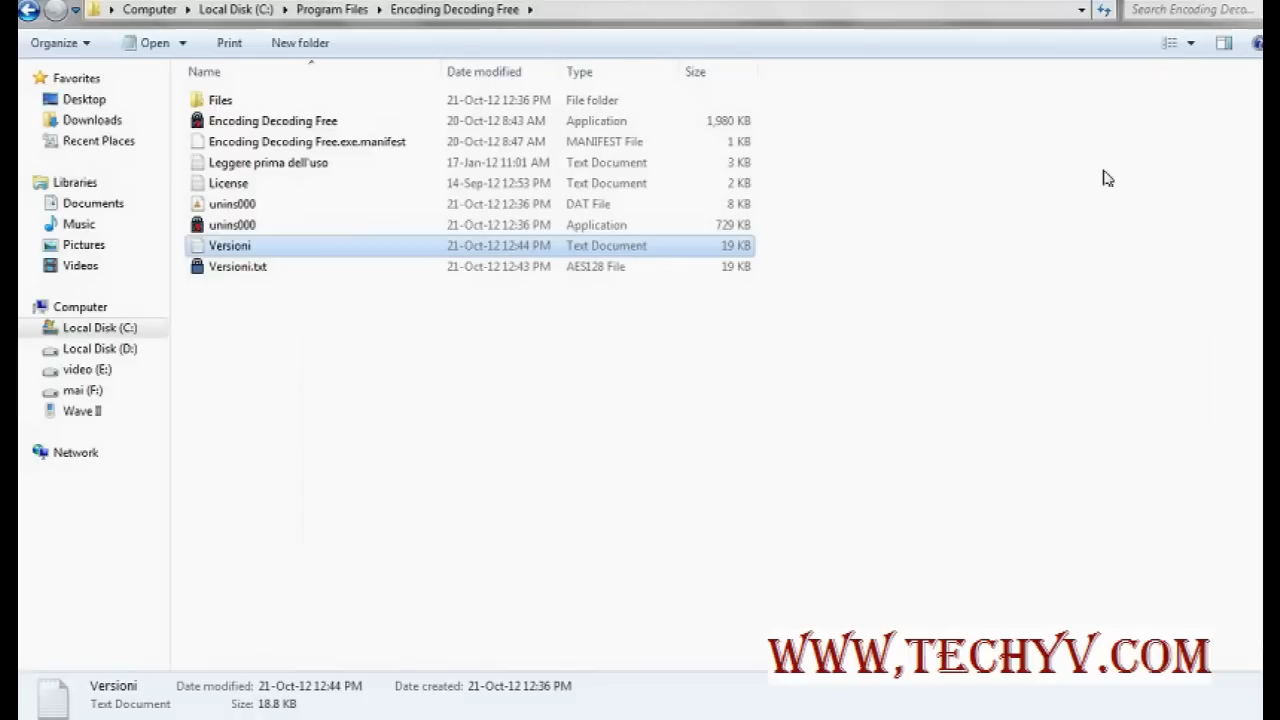 Computer ▸ Local Disk (C:) ▸ Program Files ▸ Encoding Decoding Free ▸ Search Encoding Deco...
Organize ▾ Open ▾ Print New folder
Name Date modified Type Size
Favorites
Desktop
Downloads
Recent Places
Libraries
Documents
Music
Pictures
Videos
Computer
Local Disk (C:)
Local Disk (D:)
video (E:)
mai (F:)
Wave II
Network
Files 21-Oct-12 12:36 PM File folder
Encoding Decoding Free 20-Oct-12 8:43 AM Application 1,980 KB
Encoding Decoding Free.exe.manifest 20-Oct-12 8:47 AM MANIFEST File 1 KB
Leggere prima dell'uso 17-Jan-12 11:01 AM Text Document 3 KB
License 14-Sep-12 12:53 PM Text Document 2 KB
unins000 21-Oct-12 12:36 PM DAT File 8 KB
unins000 21-Oct-12 12:36 PM Application 729 KB
Versioni 21-Oct-12 12:44 PM Text Document 19 KB
Versioni.txt 21-Oct-12 12:43 PM AES128 File 19 KB
WWW,TECHYV.COM
Versioni Date modified: 21-Oct-12 12:44 PM Date created: 21-Oct-12 12:36 PM
Text Document Size: 18.8 KB